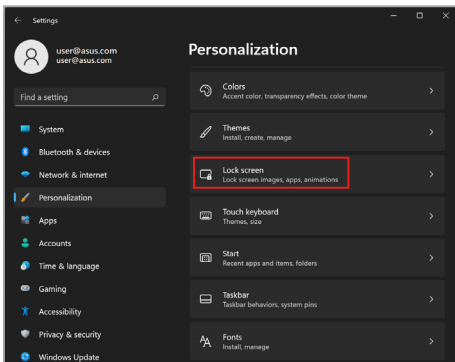 Settings
user@asus.com
user@asus.com
Find a setting
System
Bluetooth & devices
Network & internet
Personalization
Apps
Accounts
Time & language
Gaming
Accessibility
Privacy & security
Windows Update
Personalization
Colors
Accent color, transparency effects, color theme
Themes
Install, create, manage
Lock screen
Lock screen images, apps, animations
Touch keyboard
Themes, size
Start
Recent apps and items, folders
Taskbar
Taskbar behaviors, system pins
Fonts
Install, manage